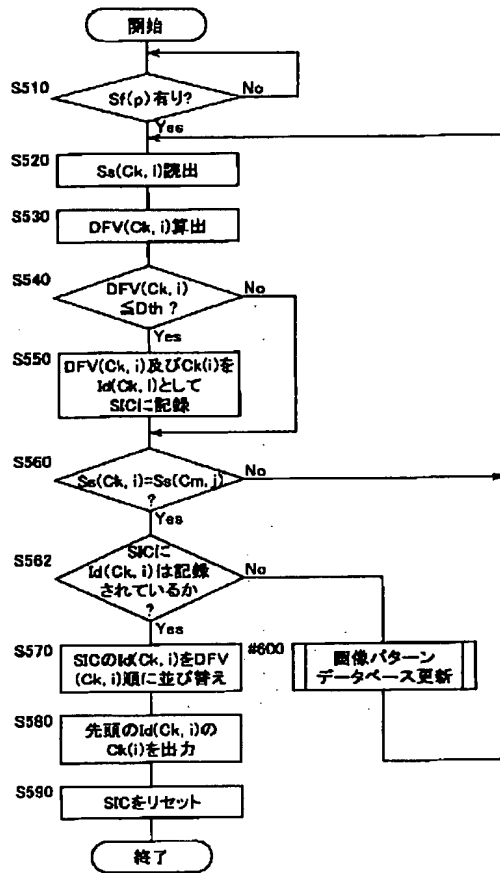 開始
S510
Sf(p)有り?
No
Yes
S520
Ss(Ck, i)読出
S530
DFV(Ck, i)算出
S540
DFV(Ck, i)
≦Dth ?
No
Yes
S550
DFV(Ck, i)及びCk(i)を
Id(Ck, i)として
SICに記録
S560
Ss(Ck, i)=Ss(Cm, j)
?
No
Yes
S562
SICに
Id(Ck, i)は記録
されているか
?
No
Yes
S570
SICのId(Ck, i)をDFV
(Ck, i)順に並び替え
#600
画像パターン
データベース更新
S580
先頭のId(Ck, i)の
Ck(i)を出力
S590
SICをリセット
終了